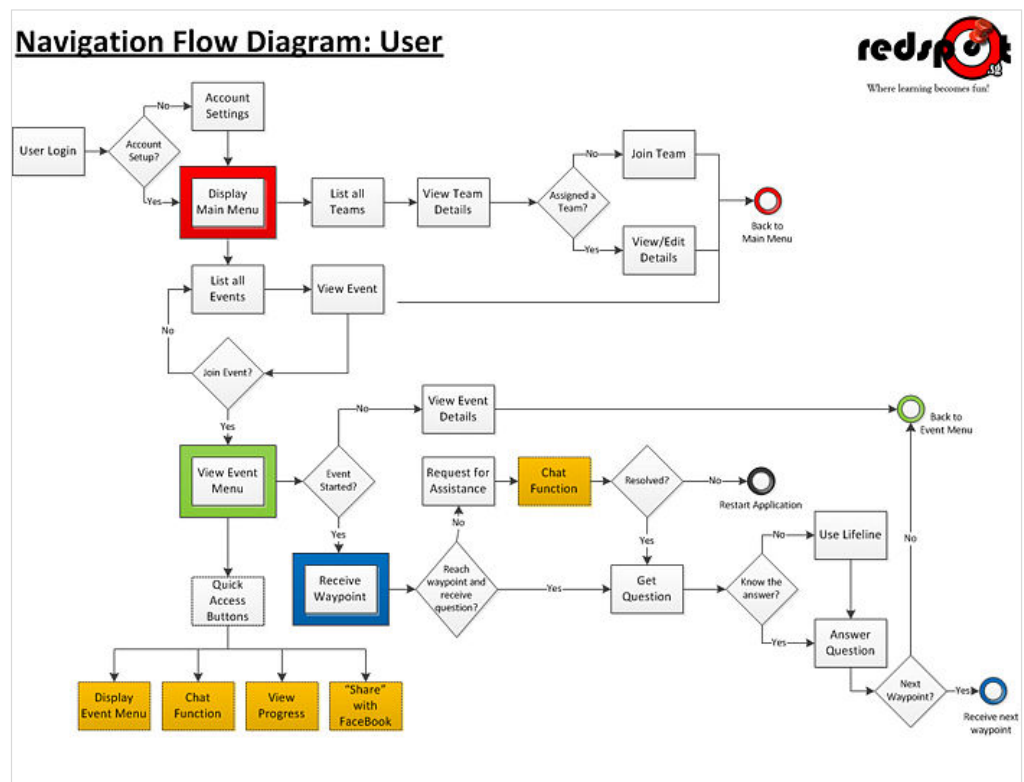 Navigation Flow Diagram: User
redspot
.sg
Where learning becomes fun!
User Login
Account
Setup?
No
Yes
Account
Settings
Display
Main Menu
List all
Teams
View Team
Details
Assigned a
Team?
No
Join Team
Yes
View/Edit
Details
Back to
Main Menu
List all
Events
View Event
No
Join Event?
Yes
View Event
Menu
Event
Started?
No
View Event
Details
Back to
Event Menu
Yes
Receive
Waypoint
Reach
waypoint and
receive
question?
No
Request for
Assistance
Chat
Function
Resolved?
No
Restart Application
Yes
Yes
Get
Question
Know the
answer?
No
Use Lifeline
Yes
Answer
Question
Next
Waypoint?
No
Yes
Receive next
waypoint
Quick
Access
Buttons
Display
Event Menu
Chat
Function
View
Progress
“Share”
with
FaceBook